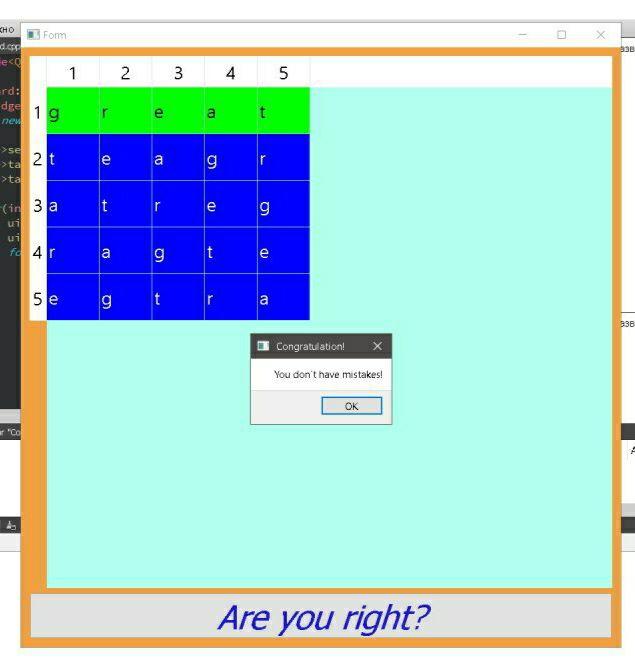 Form
1 2 3 4 5
1 g r e a t
2 t e a g r
3 a t r e g
4 r a g t e
5 e g t r a
Congratulation!
You don't have mistakes!
OK
Are you right?